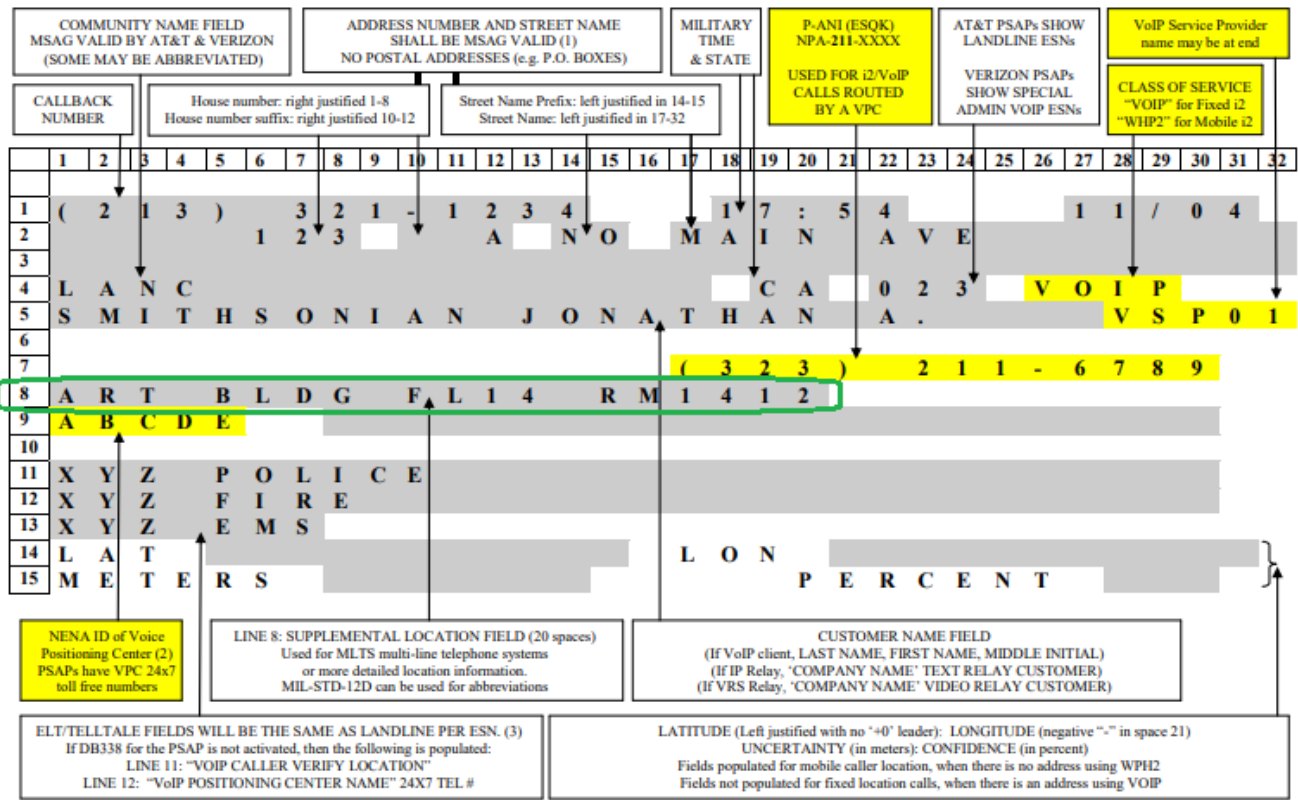 COMMUNITY NAME FIELD
MSAG VALID BY AT&T & VERIZON
(SOME MAY BE ABBREVIATED)
ADDRESS NUMBER AND STREET NAME
SHALL BE MSAG VALID (1)
NO POSTAL ADDRESSES (e.g. P.O. BOXES)
MILITARY
TIME
& STATE
P-ANI (ESQK)
NPA-211-XXXX
USED FOR i2/VoIP
CALLS ROUTED
BY A VPC
AT&T PSAPs SHOW
LANDLINE ESNs
VERIZON PSAPs
SHOW SPECIAL
ADMIN VOIP ESNs
VoIP Service Provider
name may be at end
CLASS OF SERVICE
“VOIP” for Fixed i2
“WHP2” for Mobile i2
CALLBACK
NUMBER
House number: right justified 1-8
House number suffix: right justified 10-12
Street Name Prefix: left justified in 14-15
Street Name: left justified in 17-32
1 2 3 4 5 6 7 8 9 10 11 12 13 14 15 16 17 18 19 20 21 22 23 24 25 26 27 28 29 30 31 32
1 ( 2 1 3 ) 3 2 1 - 1 2 3 4 1 7 : 5 4 1 1 / 0 4
2 1 2 3 A N O M A I N A V E
3
4 L A N C C A 0 2 3 V O I P
5 S M I T H S O N I A N J O N A T H A N A . V S P 0 1
6
7 ( 3 2 3 ) 2 1 1 - 6 7 8 9
8 A R T B L D G F L 1 4 R M 1 4 1 2
9 A B C D E
10
11 X Y Z P O L I C E
12 X Y Z F I R E
13 X Y Z E M S
14 L A T L O N
15 M E T E R S P E R C E N T
NENA ID of Voice
Positioning Center (2)
PSAPs have VPC 24x7
toll free numbers
LINE 8: SUPPLEMENTAL LOCATION FIELD (20 spaces)
Used for MLTS multi-line telephone systems
or more detailed location information.
MIL-STD-12D can be used for abbreviations
CUSTOMER NAME FIELD
(If VoIP client, LAST NAME, FIRST NAME, MIDDLE INITIAL)
(If IP Relay, ‘COMPANY NAME’ TEXT RELAY CUSTOMER)
(If VRS Relay, ‘COMPANY NAME’ VIDEO RELAY CUSTOMER)
ELT/TELLTALE FIELDS WILL BE THE SAME AS LANDLINE PER ESN. (3)
If DB338 for the PSAP is not activated, then the following is populated:
LINE 11: “VOIP CALLER VERIFY LOCATION”
LINE 12: “VoIP POSITIONING CENTER NAME” 24X7 TEL #
LATITUDE (Left justified with no ‘+0’ leader): LONGITUDE (negative “-” in space 21)
UNCERTAINTY (in meters): CONFIDENCE (in percent)
Fields populated for mobile caller location, when there is no address using WPH2
Fields not populated for fixed location calls, when there is an address using VOIP